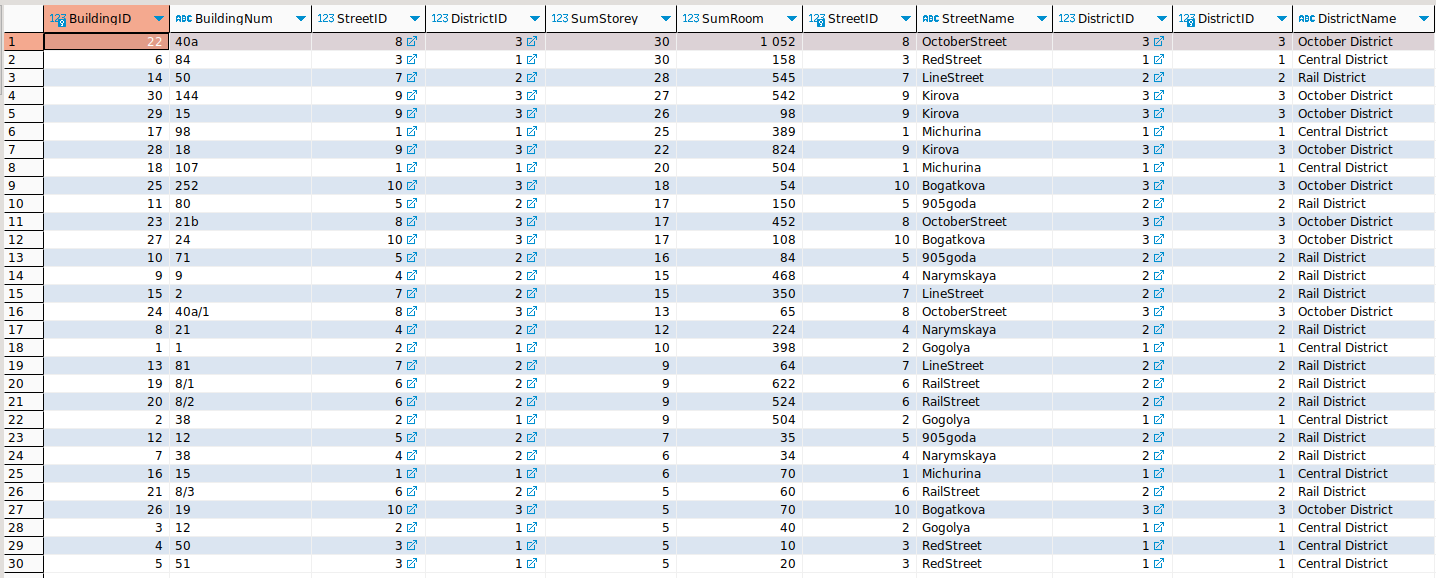 BuildingID BuildingNum StreetID DistrictID SumStorey SumRoom StreetID StreetName DistrictID DistrictID DistrictName
1 22 40a 8 3 30 1 052 8 OctoberStreet 3 3 October District
2 6 84 3 1 30 158 3 RedStreet 1 1 Central District
3 14 50 7 2 28 545 7 LineStreet 2 2 Rail District
4 30 144 9 3 27 542 9 Kirova 3 3 October District
5 29 15 9 3 26 98 9 Kirova 3 3 October District
6 17 98 1 1 25 389 1 Michurina 1 1 Central District
7 28 18 9 3 22 824 9 Kirova 3 3 October District
8 18 107 1 1 20 504 1 Michurina 1 1 Central District
9 25 252 10 3 18 54 10 Bogatkova 3 3 October District
10 11 80 5 2 17 150 5 905goda 2 2 Rail District
11 23 21b 8 3 17 452 8 OctoberStreet 3 3 October District
12 27 24 10 3 17 108 10 Bogatkova 3 3 October District
13 10 71 5 2 16 84 5 905goda 2 2 Rail District
14 9 9 4 2 15 468 4 Narymskaya 2 2 Rail District
15 15 2 7 2 15 350 7 LineStreet 2 2 Rail District
16 24 40a/1 8 3 13 65 8 OctoberStreet 3 3 October District
17 8 21 4 2 12 224 4 Narymskaya 2 2 Rail District
18 1 1 2 1 10 398 2 Gogolya 1 1 Central District
19 13 81 7 2 9 64 7 LineStreet 2 2 Rail District
20 19 8/1 6 2 9 622 6 RailStreet 2 2 Rail District
21 20 8/2 6 2 9 524 6 RailStreet 2 2 Rail District
22 2 38 2 1 9 504 2 Gogolya 1 1 Central District
23 12 12 5 2 7 35 5 905goda 2 2 Rail District
24 7 38 4 2 6 34 4 Narymskaya 2 2 Rail District
25 16 15 1 1 6 70 1 Michurina 1 1 Central District
26 21 8/3 6 2 5 60 6 RailStreet 2 2 Rail District
27 26 19 10 3 5 70 10 Bogatkova 3 3 October District
28 3 12 2 1 5 40 2 Gogolya 1 1 Central District
29 4 50 3 1 5 10 3 RedStreet 1 1 Central District
30 5 51 3 1 5 20 3 RedStreet 1 1 Central District